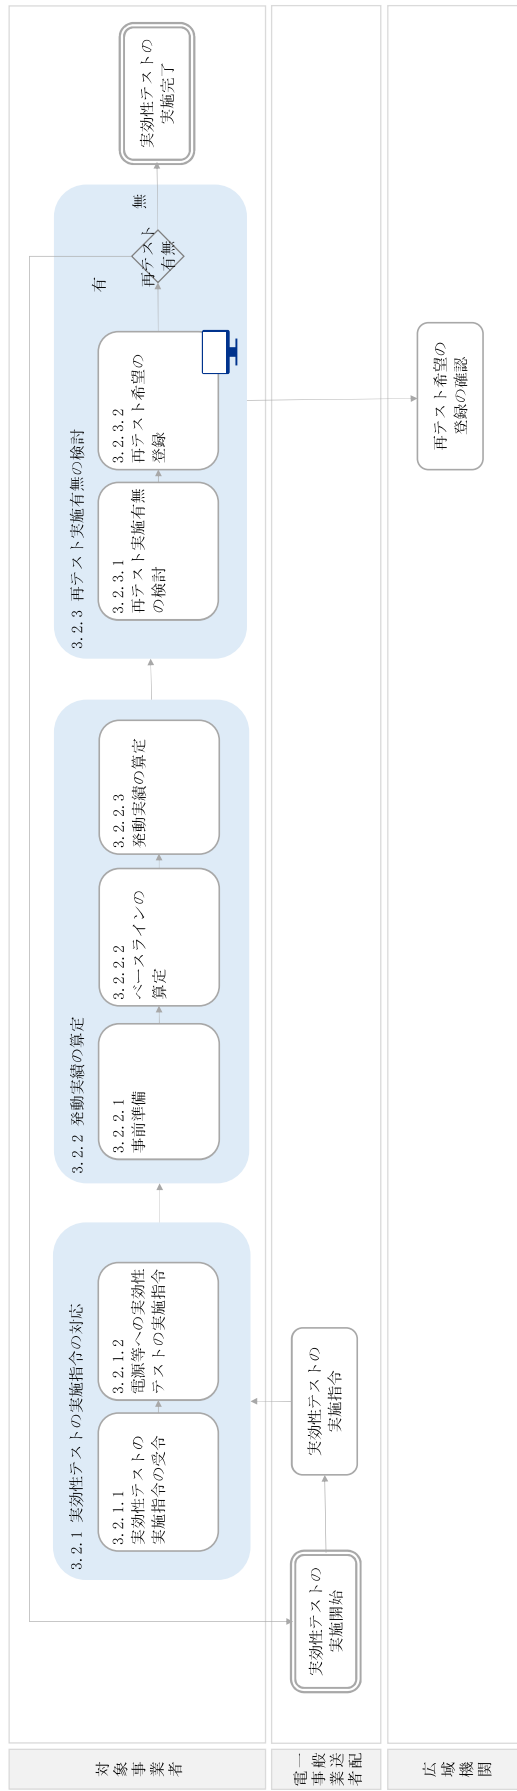 対象事業者
3.2.1 実効性テストの実施指令の対応
3.2.1.1
実効性テストの
実施指令の受令
3.2.1.2
電源等への実効性
テストの実施指令
3.2.2 発動実績の算定
3.2.2.1
事前準備
3.2.2.2
ベースラインの
算定
3.2.2.3
発動実績の算定
3.2.3 再テスト実施有無の検討
3.2.3.1
再テスト実施有無
の検討
3.2.3.2
再テスト希望の
登録
有
再テスト
有無
無
実効性テストの
実施完了
一般送配
電事業者
実効性テストの
実施開始
実効性テストの
実施指令
広域機関
再テスト希望の
登録の確認